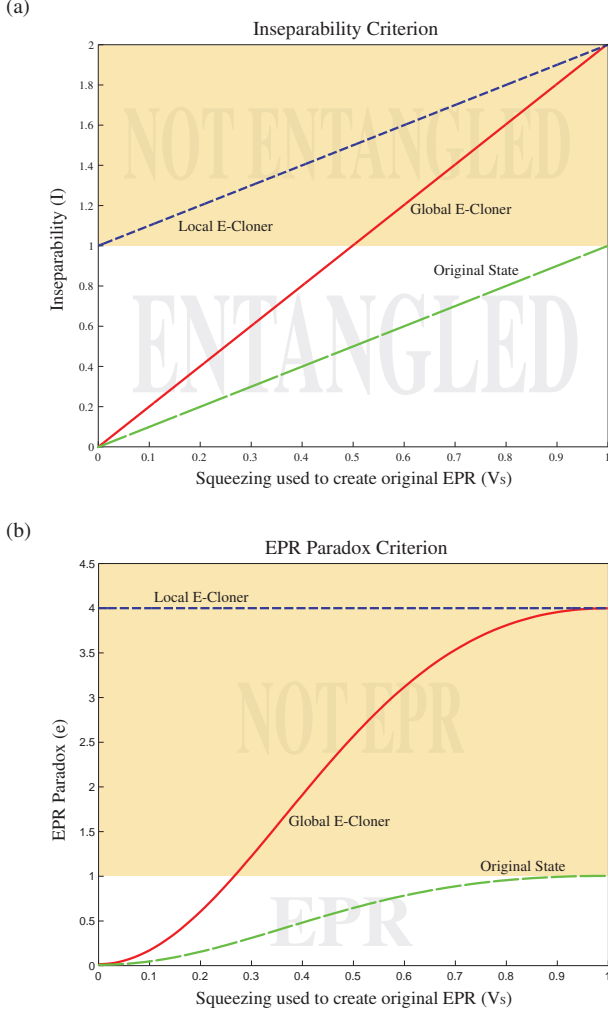 (a)
Inseparability Criterion
2
1.8
1.6
1.4
1.2
1
0.8
0.6
0.4
0.2
0
Inseparability (I)
NOT ENTANGLED
Local E-Cloner
Global E-Cloner
Original State
ENTANGLED
0 0.1 0.2 0.3 0.4 0.5 0.6 0.7 0.8 0.9 1
Squeezing used to create original EPR (Vs)
(b)
EPR Paradox Criterion
4.5
4
3.5
3
2.5
2
1.5
1
0.5
0
EPR Paradox (e)
Local E-Cloner
NOT EPR
Global E-Cloner
Original State
EPR
0 0.1 0.2 0.3 0.4 0.5 0.6 0.7 0.8 0.9 1
Squeezing used to create original EPR (Vs)